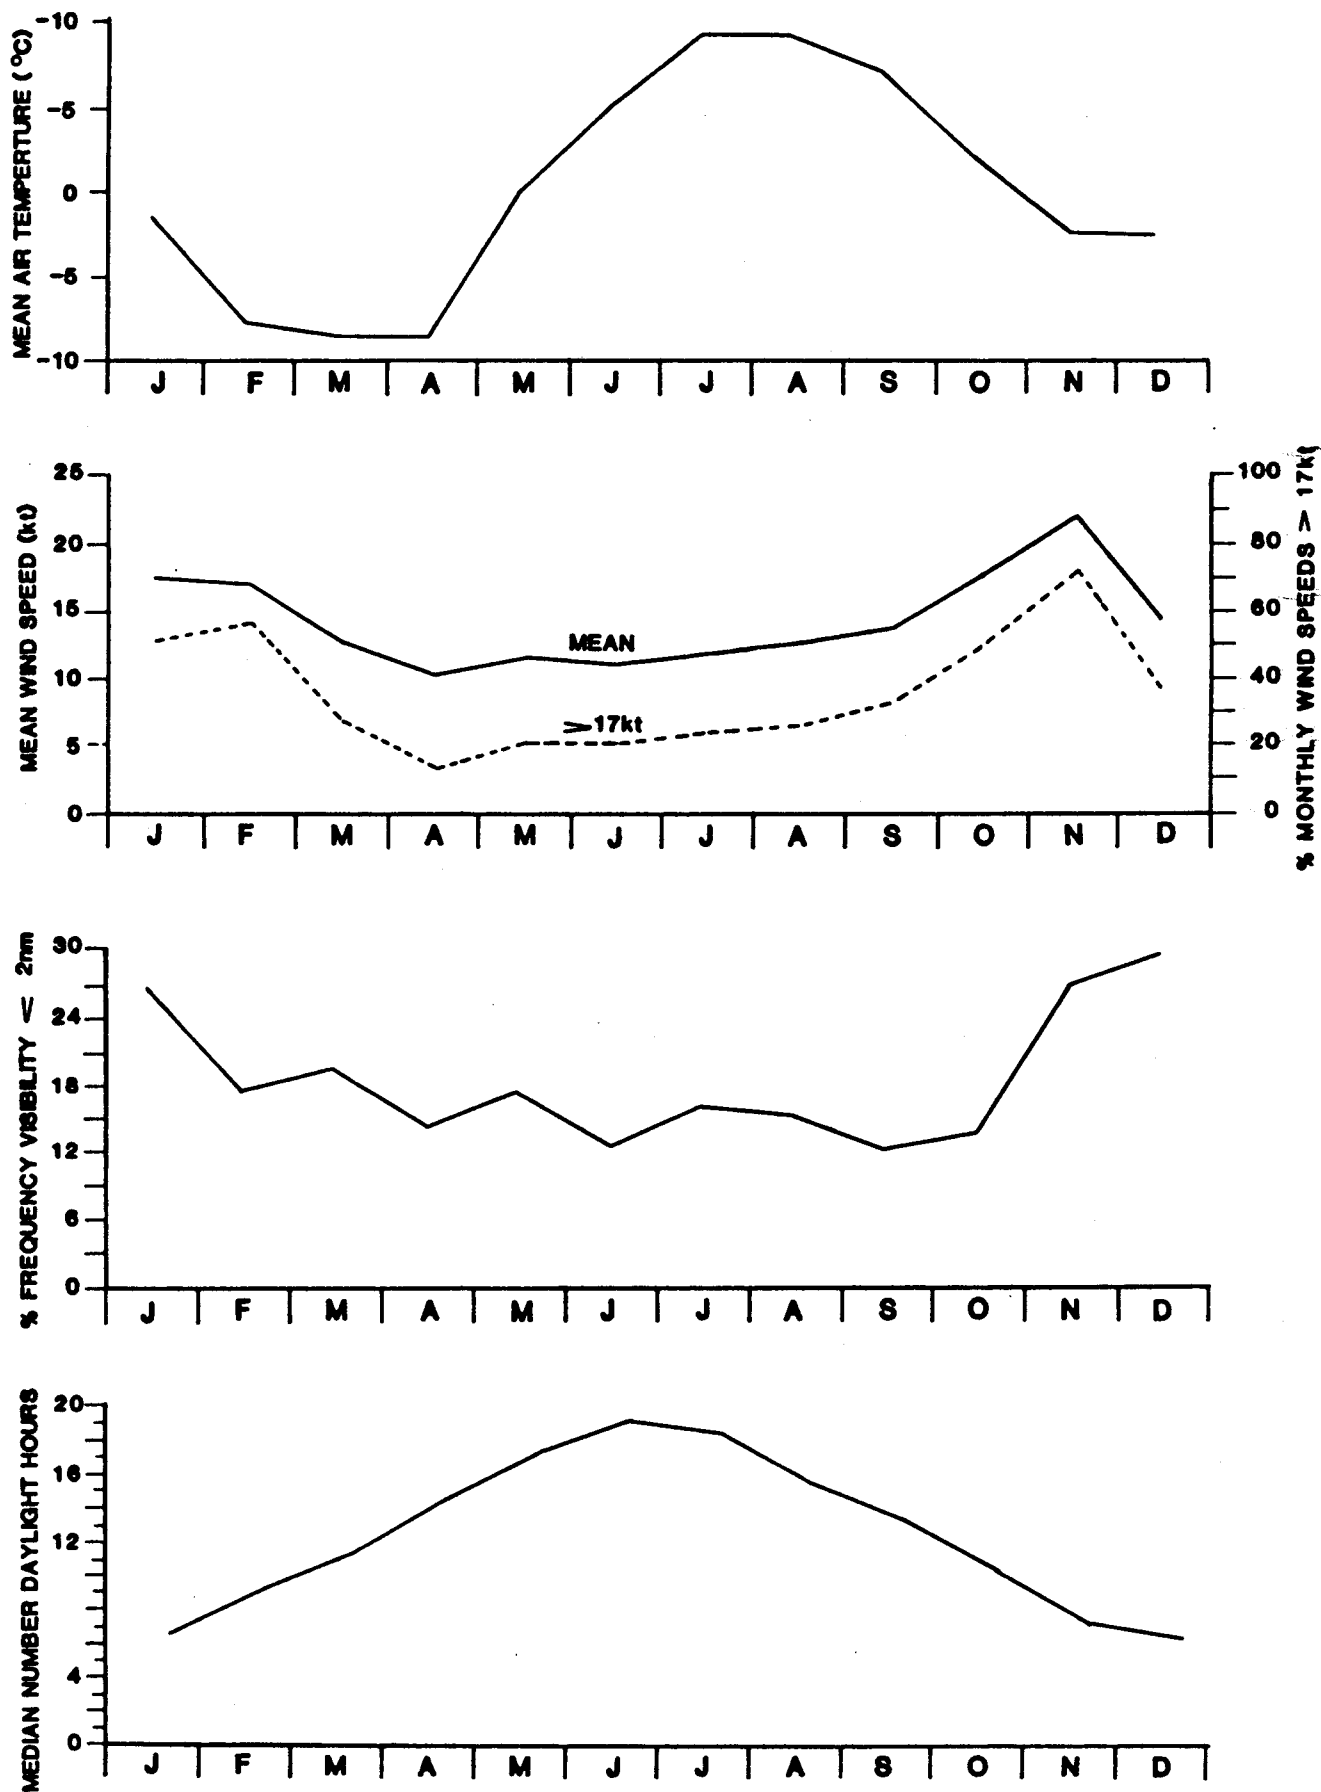 MEAN AIR TEMPERTURE (°C)
-10
-5
0
-5
-10
J F M A M J J A S O N D
MEAN WIND SPEED (kt)
25
20
15
10
5
0
MEAN
≥17kt
100
80
60
40
20
0
% MONTHLY WIND SPEEDS > 17kt
J F M A M J J A S O N D
% FREQUENCY VISIBILITY < 2nm
30
24
18
12
6
0
J F M A M J J A S O N D
MEDIAN NUMBER DAYLIGHT HOURS
20
16
12
4
0
J F M A M J J A S O N D